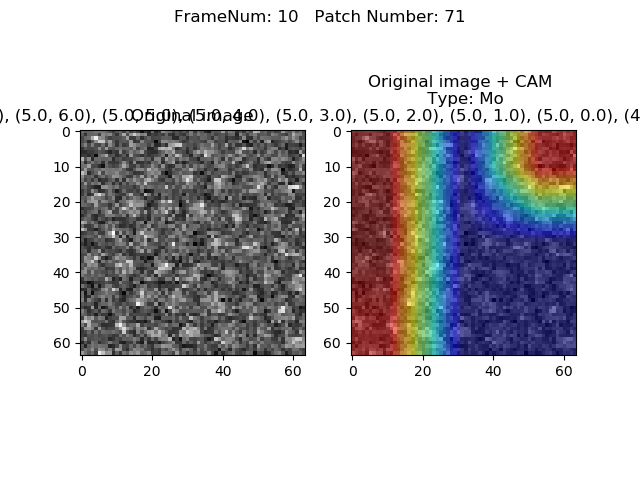 FrameNum: 10   Patch Number: 71
Original image + CAM
Type: Mo
), (5.0, 6.0), (5.0, 5.0), (5.0, 4.0), (5.0, 3.0), (5.0, 2.0), (5.0, 1.0), (5.0, 0.0), (4
Original image
0
10
20
30
40
50
60
0 20 40 60
0
10
20
30
40
50
60
0 20 40 60